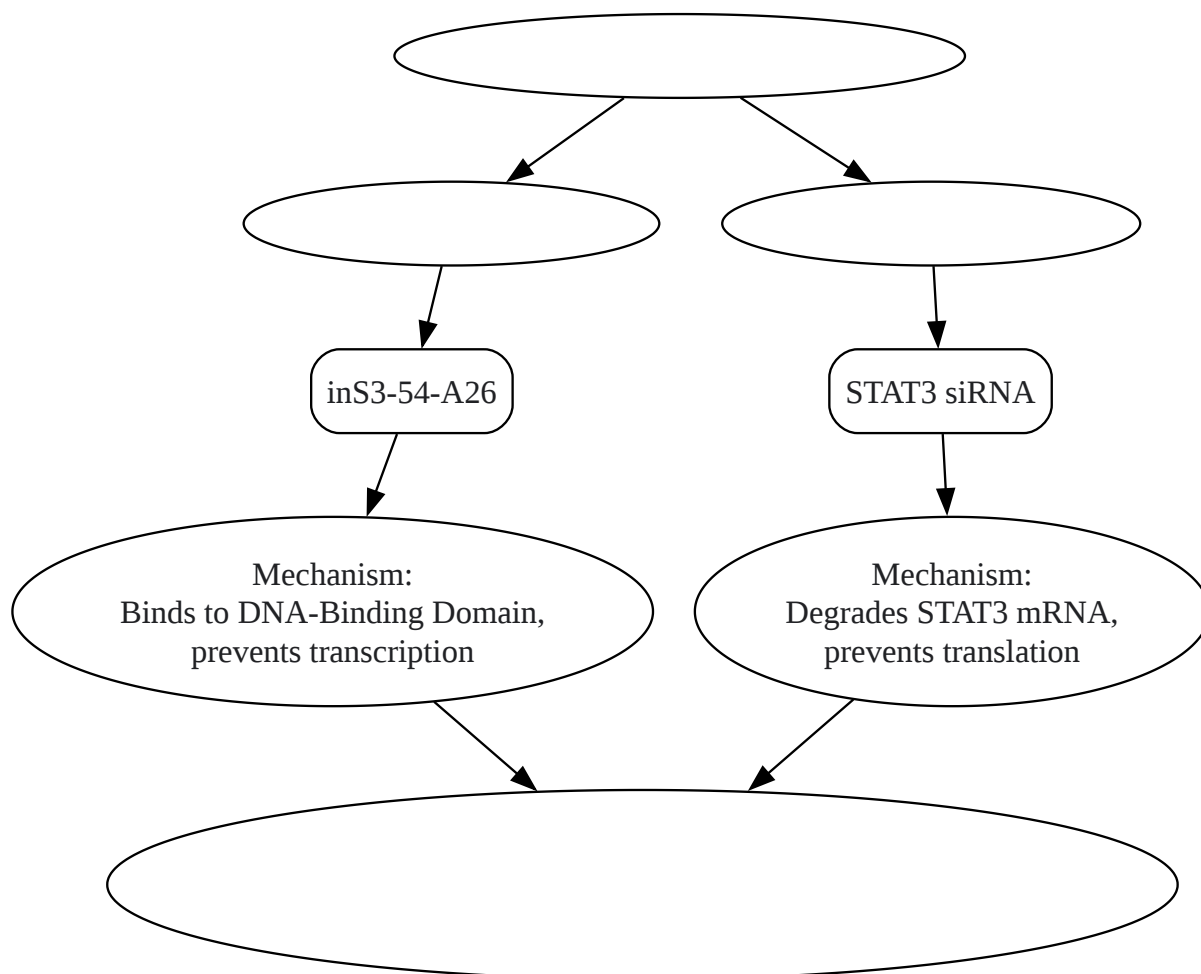 inS3-54-A26
STAT3 siRNA
Mechanism:
Binds to DNA-Binding Domain,
prevents transcription
Mechanism:
Degrades STAT3 mRNA,
prevents translation